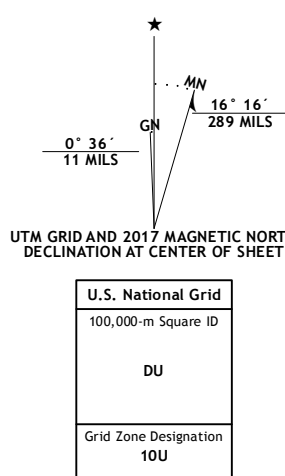 ★
MN
GN
16° 16´
289 MILS
0° 36´
11 MILS
UTM GRID AND 2017 MAGNETIC NORT
DECLINATION AT CENTER OF SHEET
U.S. National Grid
100,000-m Square ID
DU
Grid Zone Designation
10U